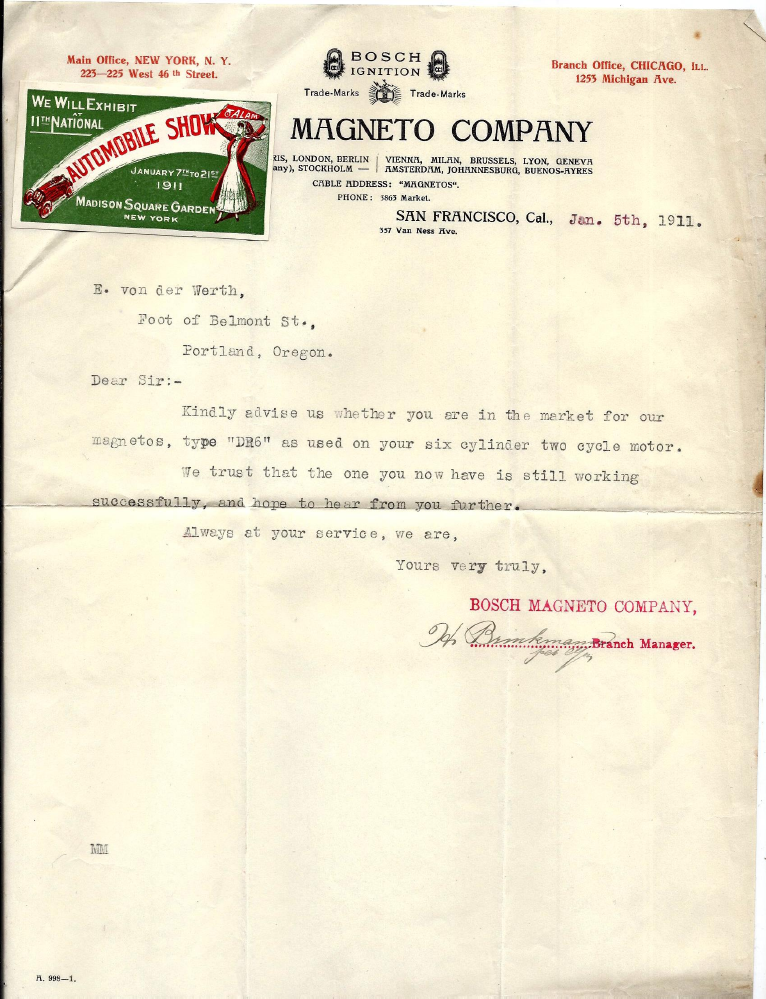 Main Office, NEW YORK, N. Y.
223—225 West 46th Street.
BOSCH
IGNITION
Trade-Marks Trade-Marks
Branch Office, CHICAGO, ILL.
1253 Michigan Ave.
WE WILL EXHIBIT
AT
11TH NATIONAL
AUTOMOBILE SHOW
A.L.A.M.
JANUARY 7TH TO 21ST
1911
MADISON SQUARE GARDEN
NEW YORK
MAGNETO COMPANY
LONDON, BERLIN | VIENNA, MILAN, BRUSSELS, LYON, GENEVA
STOCKHOLM — | AMSTERDAM, JOHANNESBURG, BUENOS-AYRES
CABLE ADDRESS: "MAGNETOS".
PHONE: 3863 Market.
SAN FRANCISCO, Cal., Jan. 5th, 1911.
357 Van Ness Ave.
E. von der Werth,
Foot of Belmont St.,
Portland, Oregon.
Dear Sir:-
Kindly advise us whether you are in the market for our
magnetos, type "DR6" as used on your six cylinder two cycle motor.
We trust that the one you now have is still working
successfully, and hope to hear from you further.
Always at your service, we are,
Yours very truly,
BOSCH MAGNETO COMPANY,
Brinkmann Branch Manager.
MM
A. 998—1.